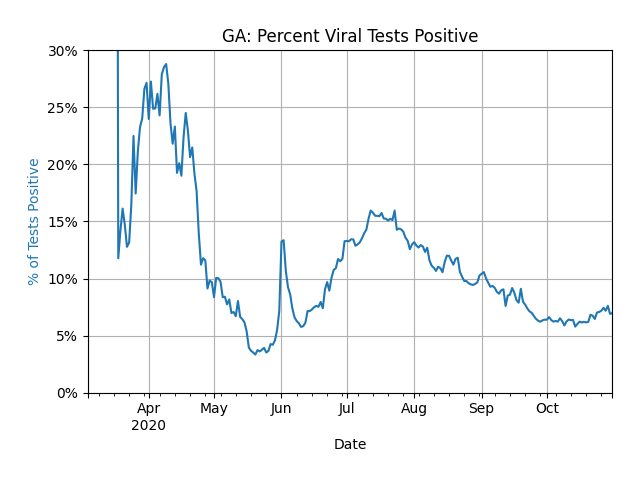 GA: Percent Viral Tests Positive
30%
25%
20%
15%
10%
5%
0%
% of Tests Positive
Apr May Jun Jul Aug Sep Oct
2020
Date